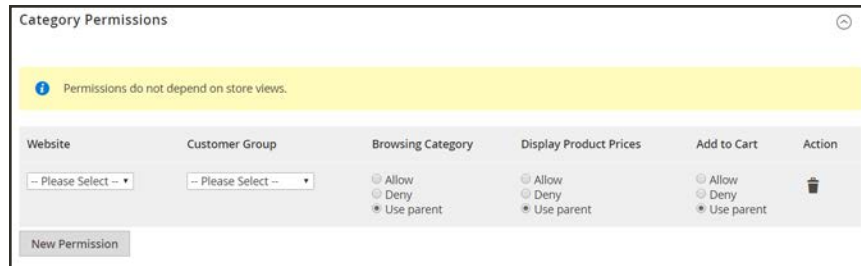 Category Permissions
Permissions do not depend on store views.
Website Customer Group Browsing Category Display Product Prices Add to Cart Action
-- Please Select -- -- Please Select -- Allow Allow Allow
Deny Deny Deny
Use parent Use parent Use parent
New Permission